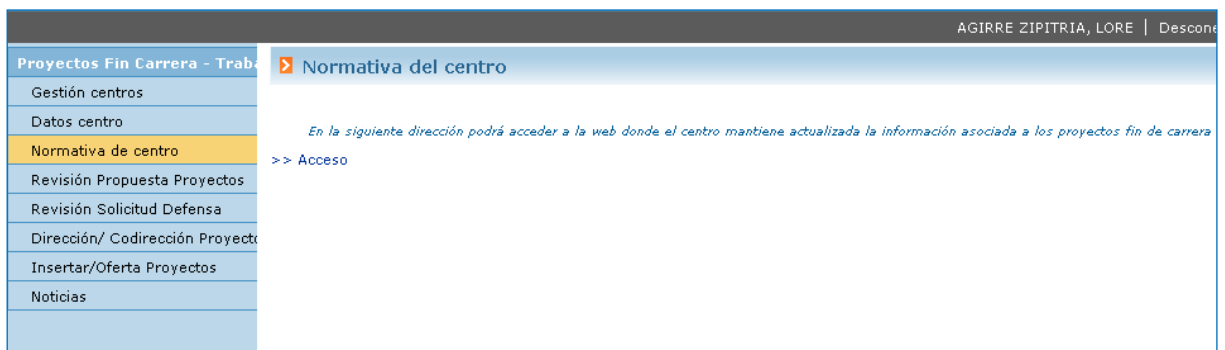 AGIRRE ZIPITRIA, LORE | Descone
Proyectos Fin Carrera - Traba
Gestión centros
Datos centro
Normativa de centro
Revisión Propuesta Proyectos
Revisión Solicitud Defensa
Dirección/ Codirección Proyecto
Insertar/Oferta Proyectos
Noticias
Normativa del centro
En la siguiente dirección podrá acceder a la web donde el centro mantiene actualizada la información asociada a los proyectos fin de carrera
>> Acceso